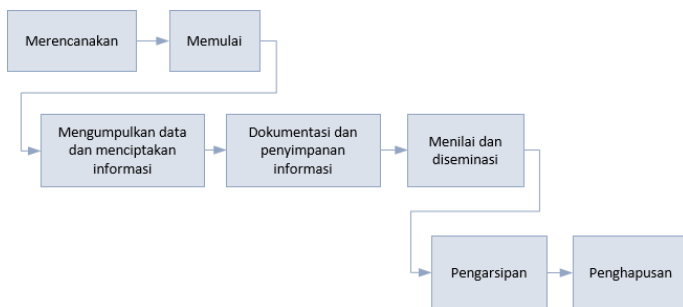 Merencanakan
Memulai
Mengumpulkan data
dan menciptakan
informasi
Dokumentasi dan
penyimpanan
informasi
Menilai dan
diseminasi
Pengarsipan
Penghapusan